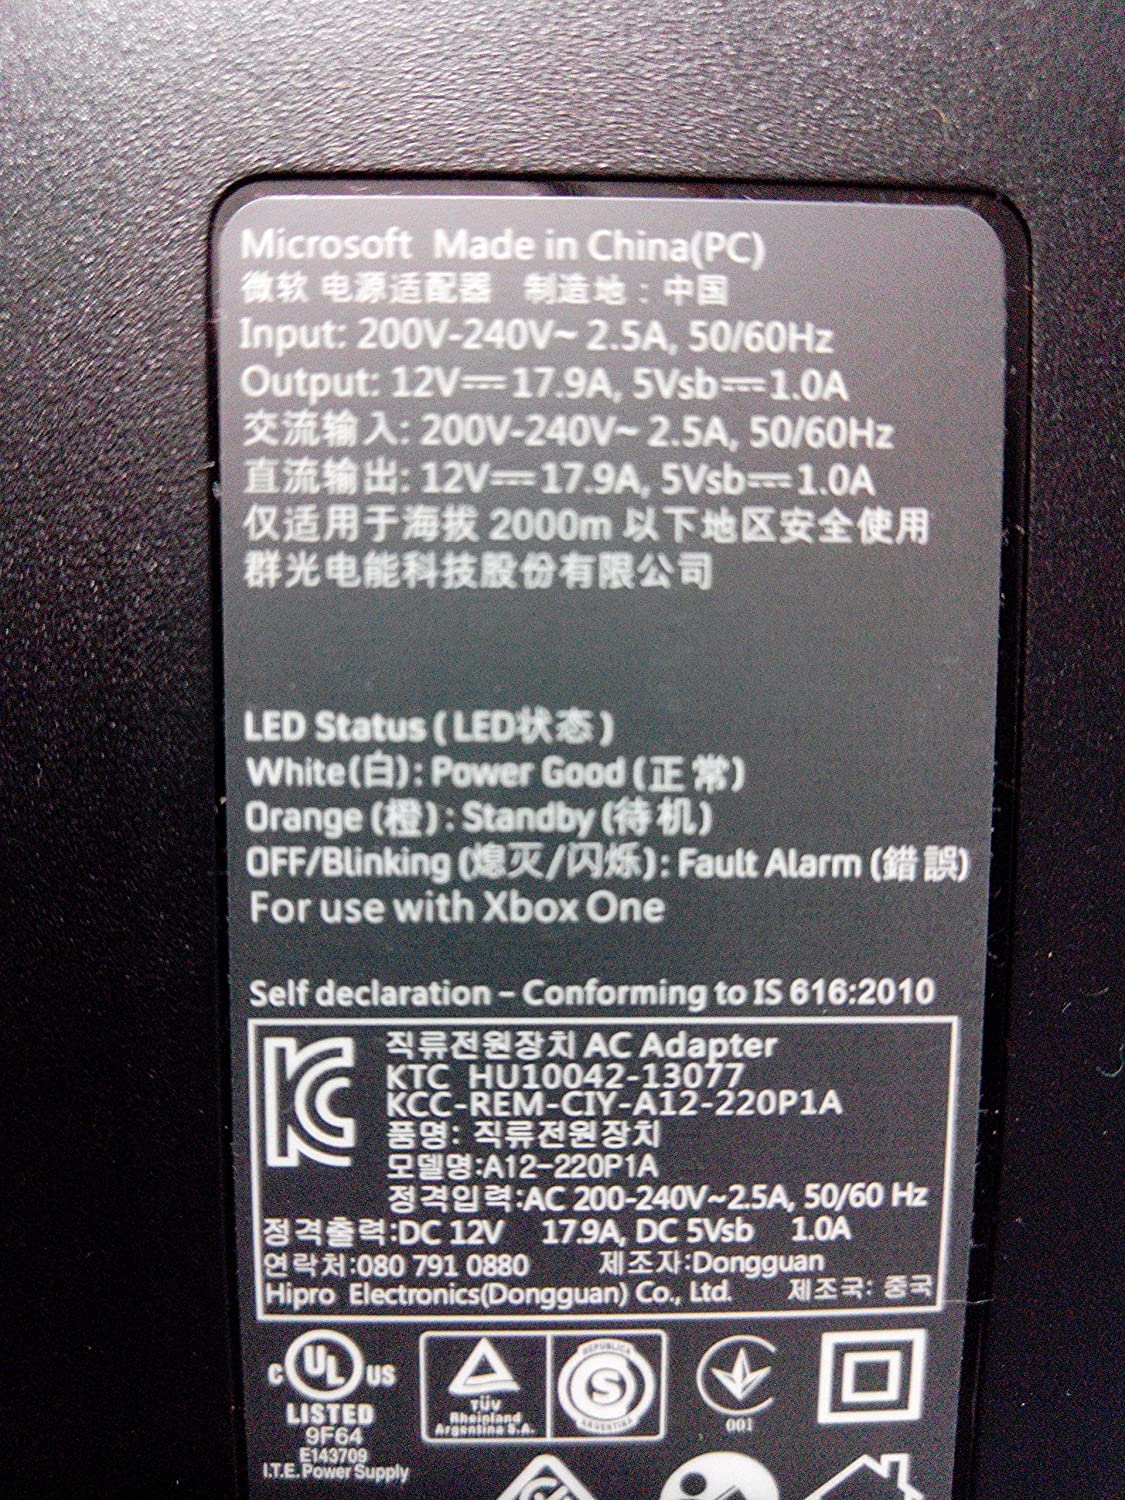 Microsoft Made in China(PC)
微软 电源适配器 制造地：中国
Input: 200V-240V~ 2.5A, 50/60Hz
Output: 12V⎓17.9A, 5Vsb⎓1.0A
交流输入: 200V-240V~ 2.5A, 50/60Hz
直流输出: 12V⎓17.9A, 5Vsb⎓1.0A
仅适用于海拔 2000m 以下地区安全使用
群光电能科技股份有限公司
LED Status ( LED状态 )
White(白): Power Good (正常)
Orange (橙): Standby (待机)
OFF/Blinking (熄灭/闪烁): Fault Alarm (錯誤)
For use with Xbox One
Self declaration – Conforming to IS 616:2010
직류전원장치 AC Adapter
KTC HU10042-13077
KCC-REM-CIY-A12-220P1A
품명: 직류전원장치
모델명:A12-220P1A
정격입력:AC 200-240V~2.5A, 50/60 Hz
정격출력:DC 12V 17.9A, DC 5Vsb 1.0A
연락처:080 791 0880 제조자:Dongguan
Hipro Electronics(Dongguan) Co., Ltd. 제조국: 중국
C UL US
LISTED
9F64
E143709
I.T.E. Power Supply
TÜV
Rheinland
Argentina S.A.
REPUBLICA
S
ARGENTINA
001